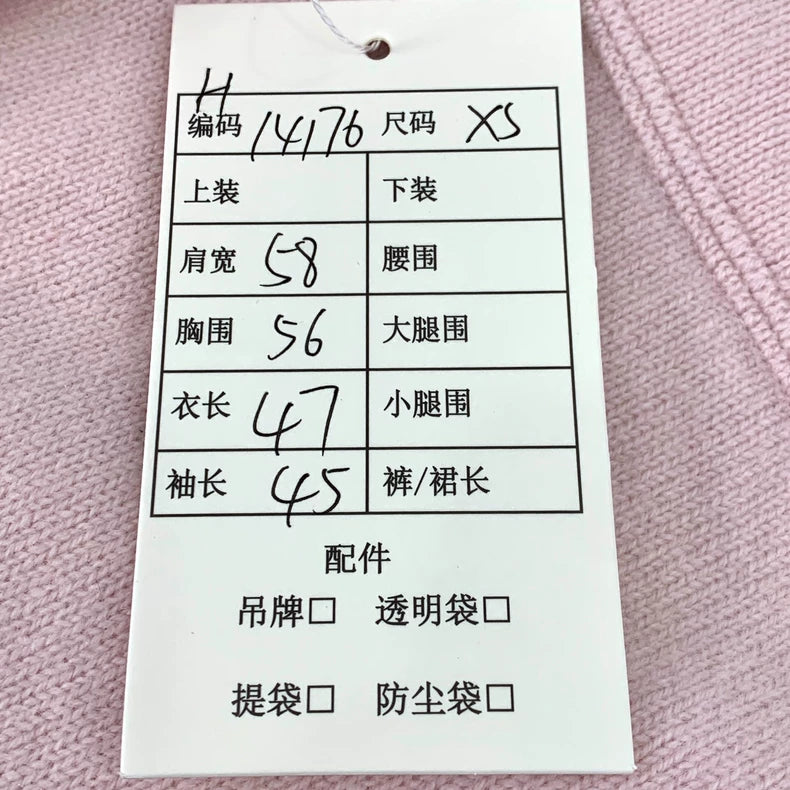 H
编码 14176 尺码 XS
上装 下装
肩宽 58 腰围
胸围 56 大腿围
衣长 47 小腿围
袖长 45 裤/裙长
配件
吊牌□ 透明袋□
提袋□ 防尘袋□